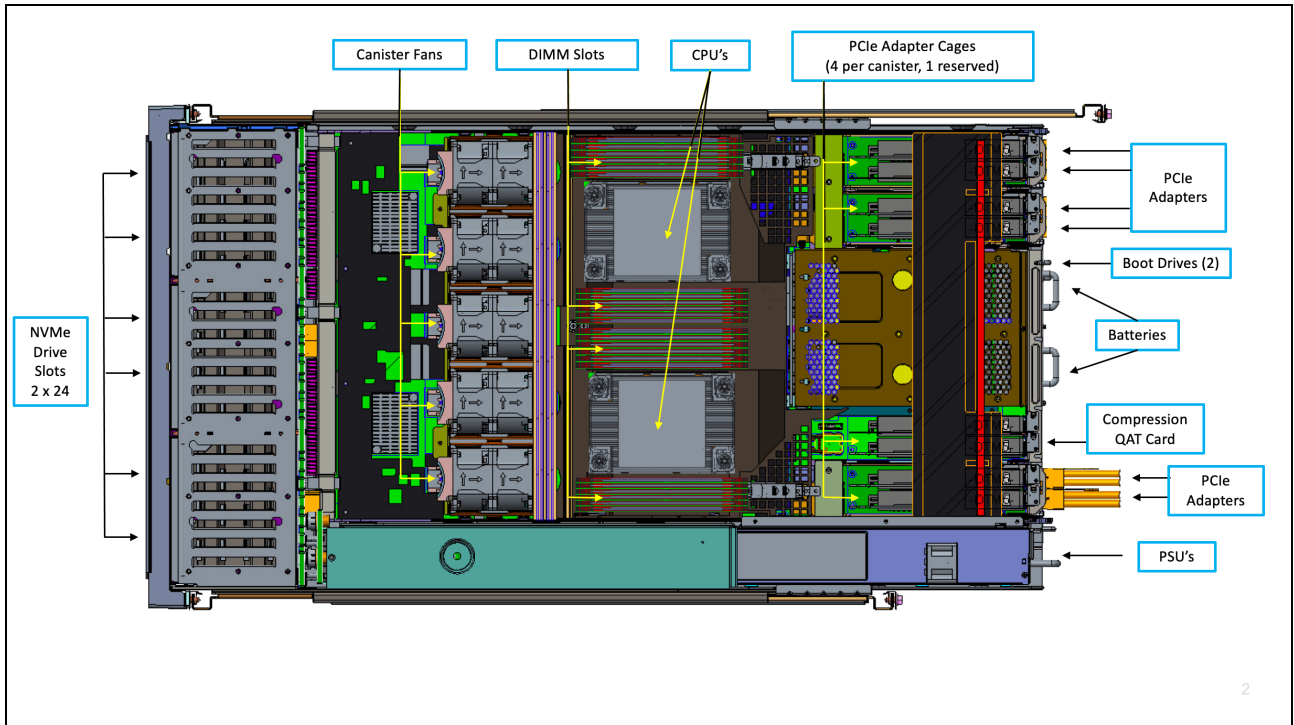 Canister Fans
DIMM Slots
CPU's
PCIe Adapter Cages
(4 per canister, 1 reserved)
PCIe
Adapters
Boot Drives (2)
Batteries
NVMe
Drive
Slots
2 x 24
Compression
QAT Card
PCIe
Adapters
PSU's
2